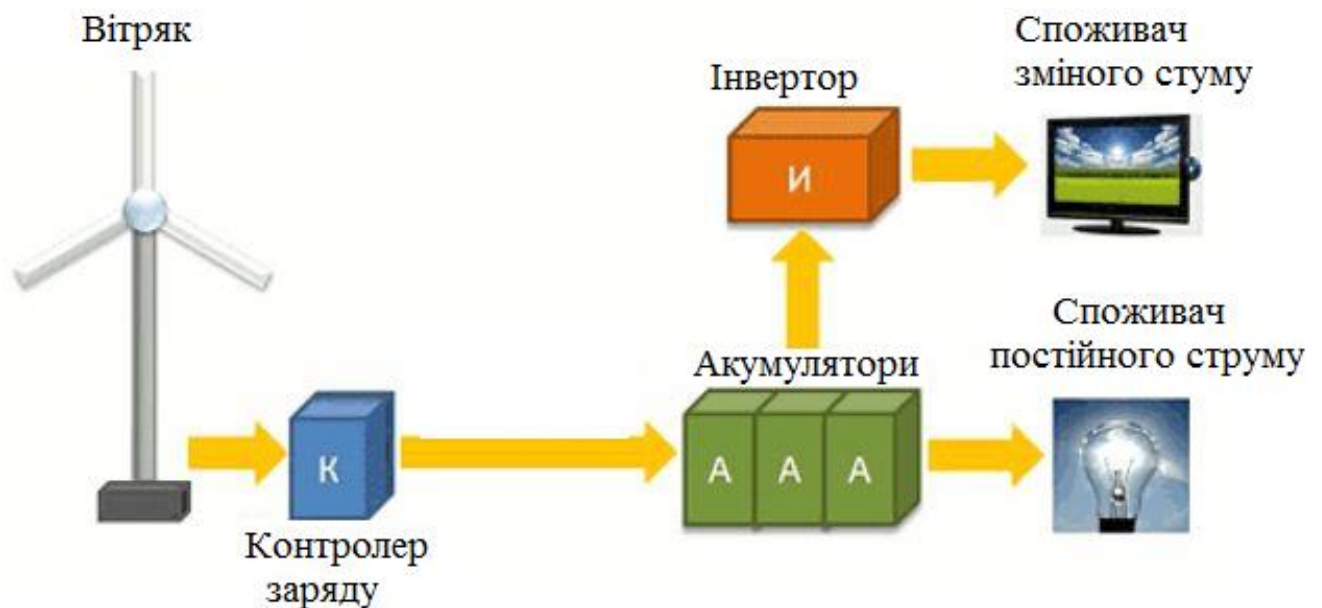 Вітряк
Споживач
зміного стуму
Інвертор
И
Споживач
постійного струму
Акумулятори
К
А А А
Контролер
заряду